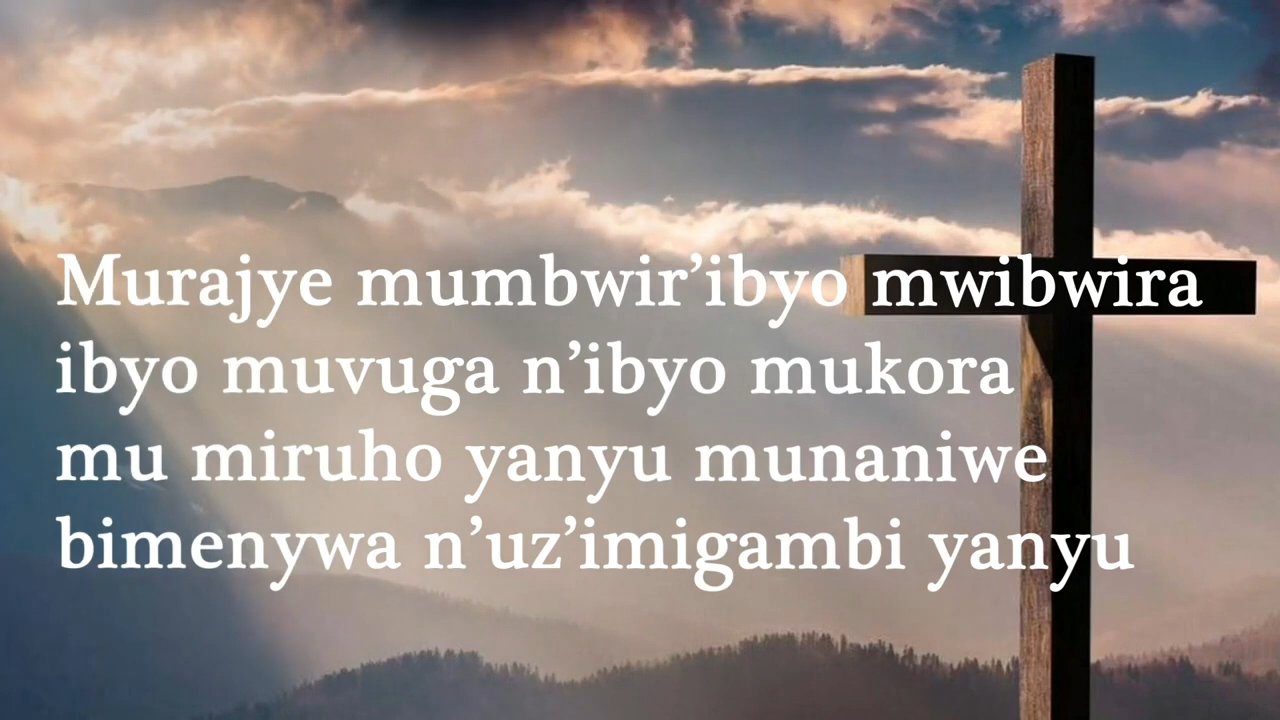 Murajye mumbwir’ibyo mwibwira
ibyo muvuga n’ibyo mukora
mu miruho yanyu munaniwe
bimenywa n’uz’imigambi yanyu